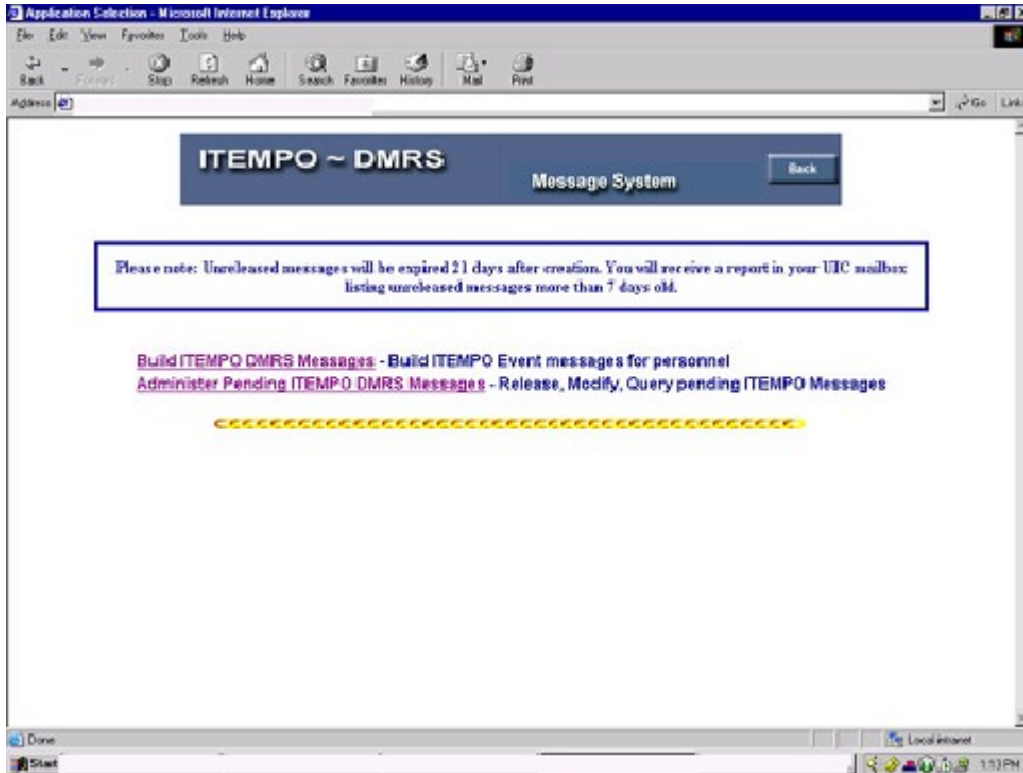 Application Selection - Microsoft Internet Explorer
File Edit View Favorites Tools Help
Back Forward Stop Refresh Home Search Favorites History Mail Print
Address Go Link
ITEMPO ~ DMRS
Message System
Back
Please note: Unreleased messages will be expired 21 days after creation. You will receive a report in your UIC mailbox
listing unreleased messages more than 7 days old.
Build ITEMPO DMRS Messages - Build ITEMPO Event messages for personnel
Administer Pending ITEMPO DMRS Messages - Release, Modify, Query pending ITEMPO Messages
Done Local intranet
Start 1:13 PM